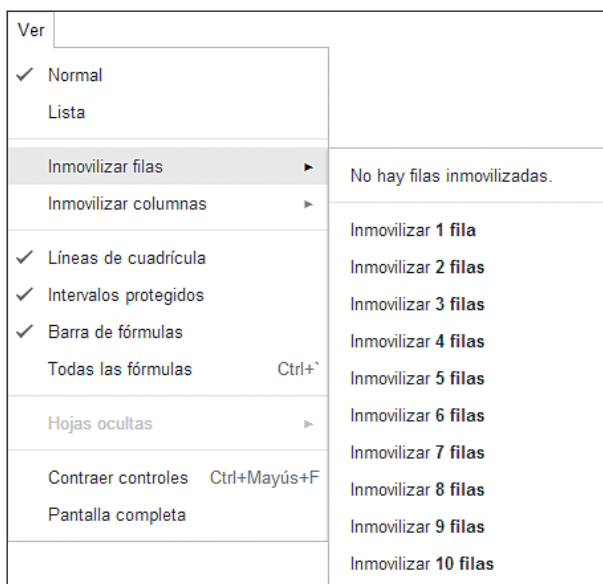 Ver
Normal
Lista
Inmovilizar filas
Inmovilizar columnas
Líneas de cuadrícula
Intervalos protegidos
Barra de fórmulas
Todas las fórmulas Ctrl+`
Hojas ocultas
Contraer controles Ctrl+Mayús+F
Pantalla completa
No hay filas inmovilizadas.
Inmovilizar 1 fila
Inmovilizar 2 filas
Inmovilizar 3 filas
Inmovilizar 4 filas
Inmovilizar 5 filas
Inmovilizar 6 filas
Inmovilizar 7 filas
Inmovilizar 8 filas
Inmovilizar 9 filas
Inmovilizar 10 filas